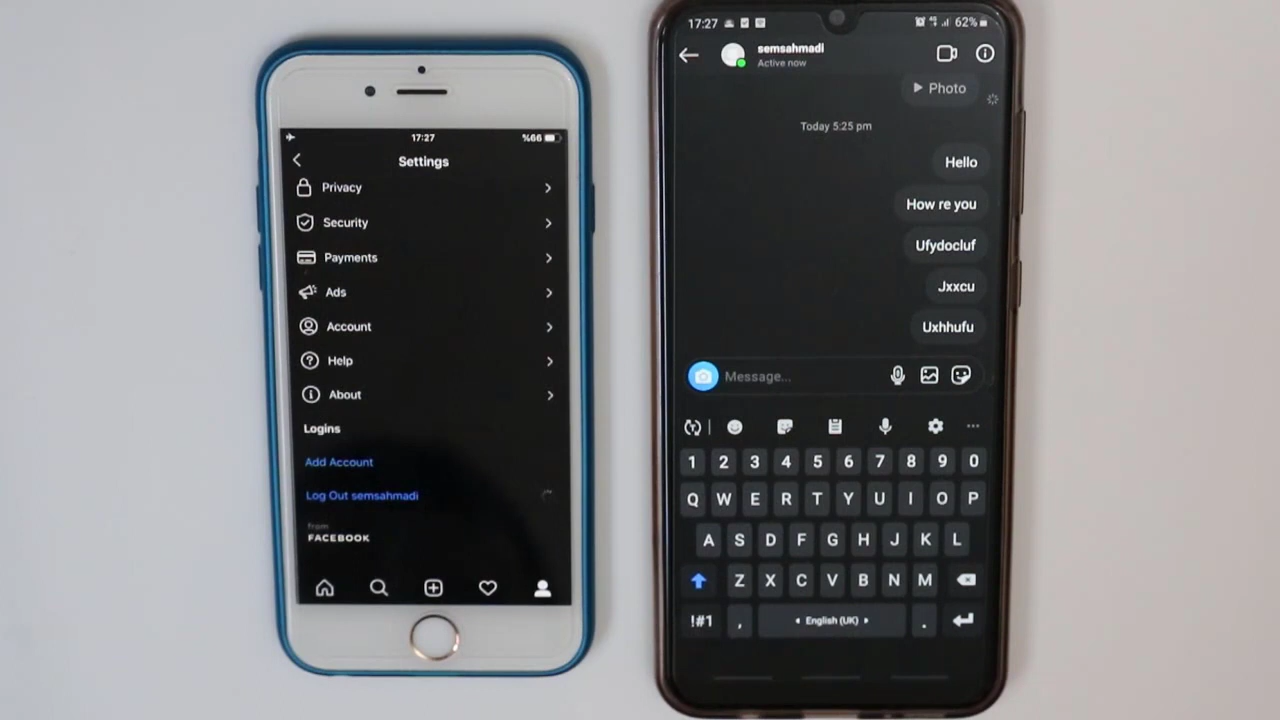 17:27
%66
Settings
Privacy
Security
Payments
Ads
Account
Help
About
Logins
Add Account
Log Out semsahmadi
from
FACEBOOK
17:27
62%
semsahmadi
Active now
Photo
Today 5:25 pm
Hello
How re you
Ufydocluf
Jxxcu
Uxhhufu
Message...
1 2 3 4 5 6 7 8 9 0
Q W E R T Y U I O P
A S D F G H J K L
Z X C V B N M
!#1 , English (UK) .